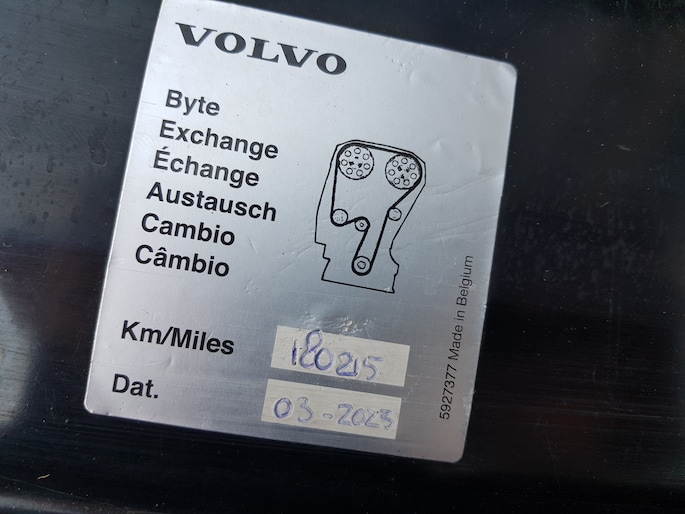 VOLVO
Byte
Exchange
Échange
Austausch
Cambio
Câmbio
Km/Miles 180215
Dat. 03-2023
5927377 Made in Belgium